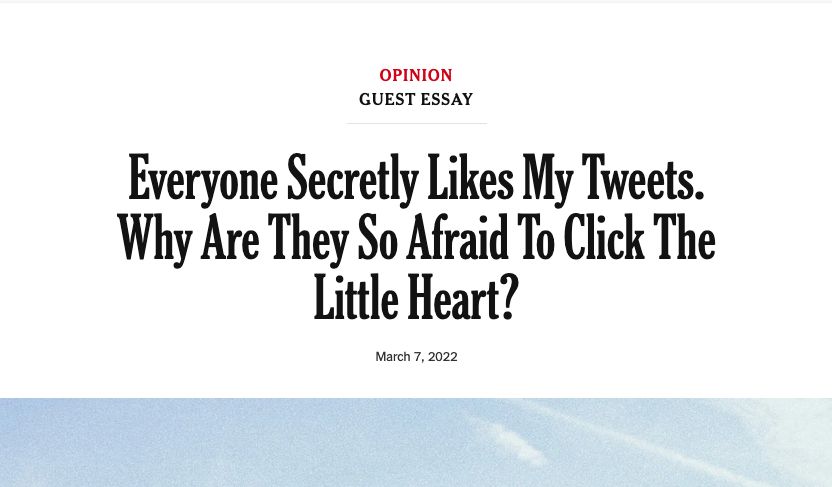 OPINION
GUEST ESSAY
Everyone Secretly Likes My Tweets.
Why Are They So Afraid To Click The
Little Heart?
March 7, 2022